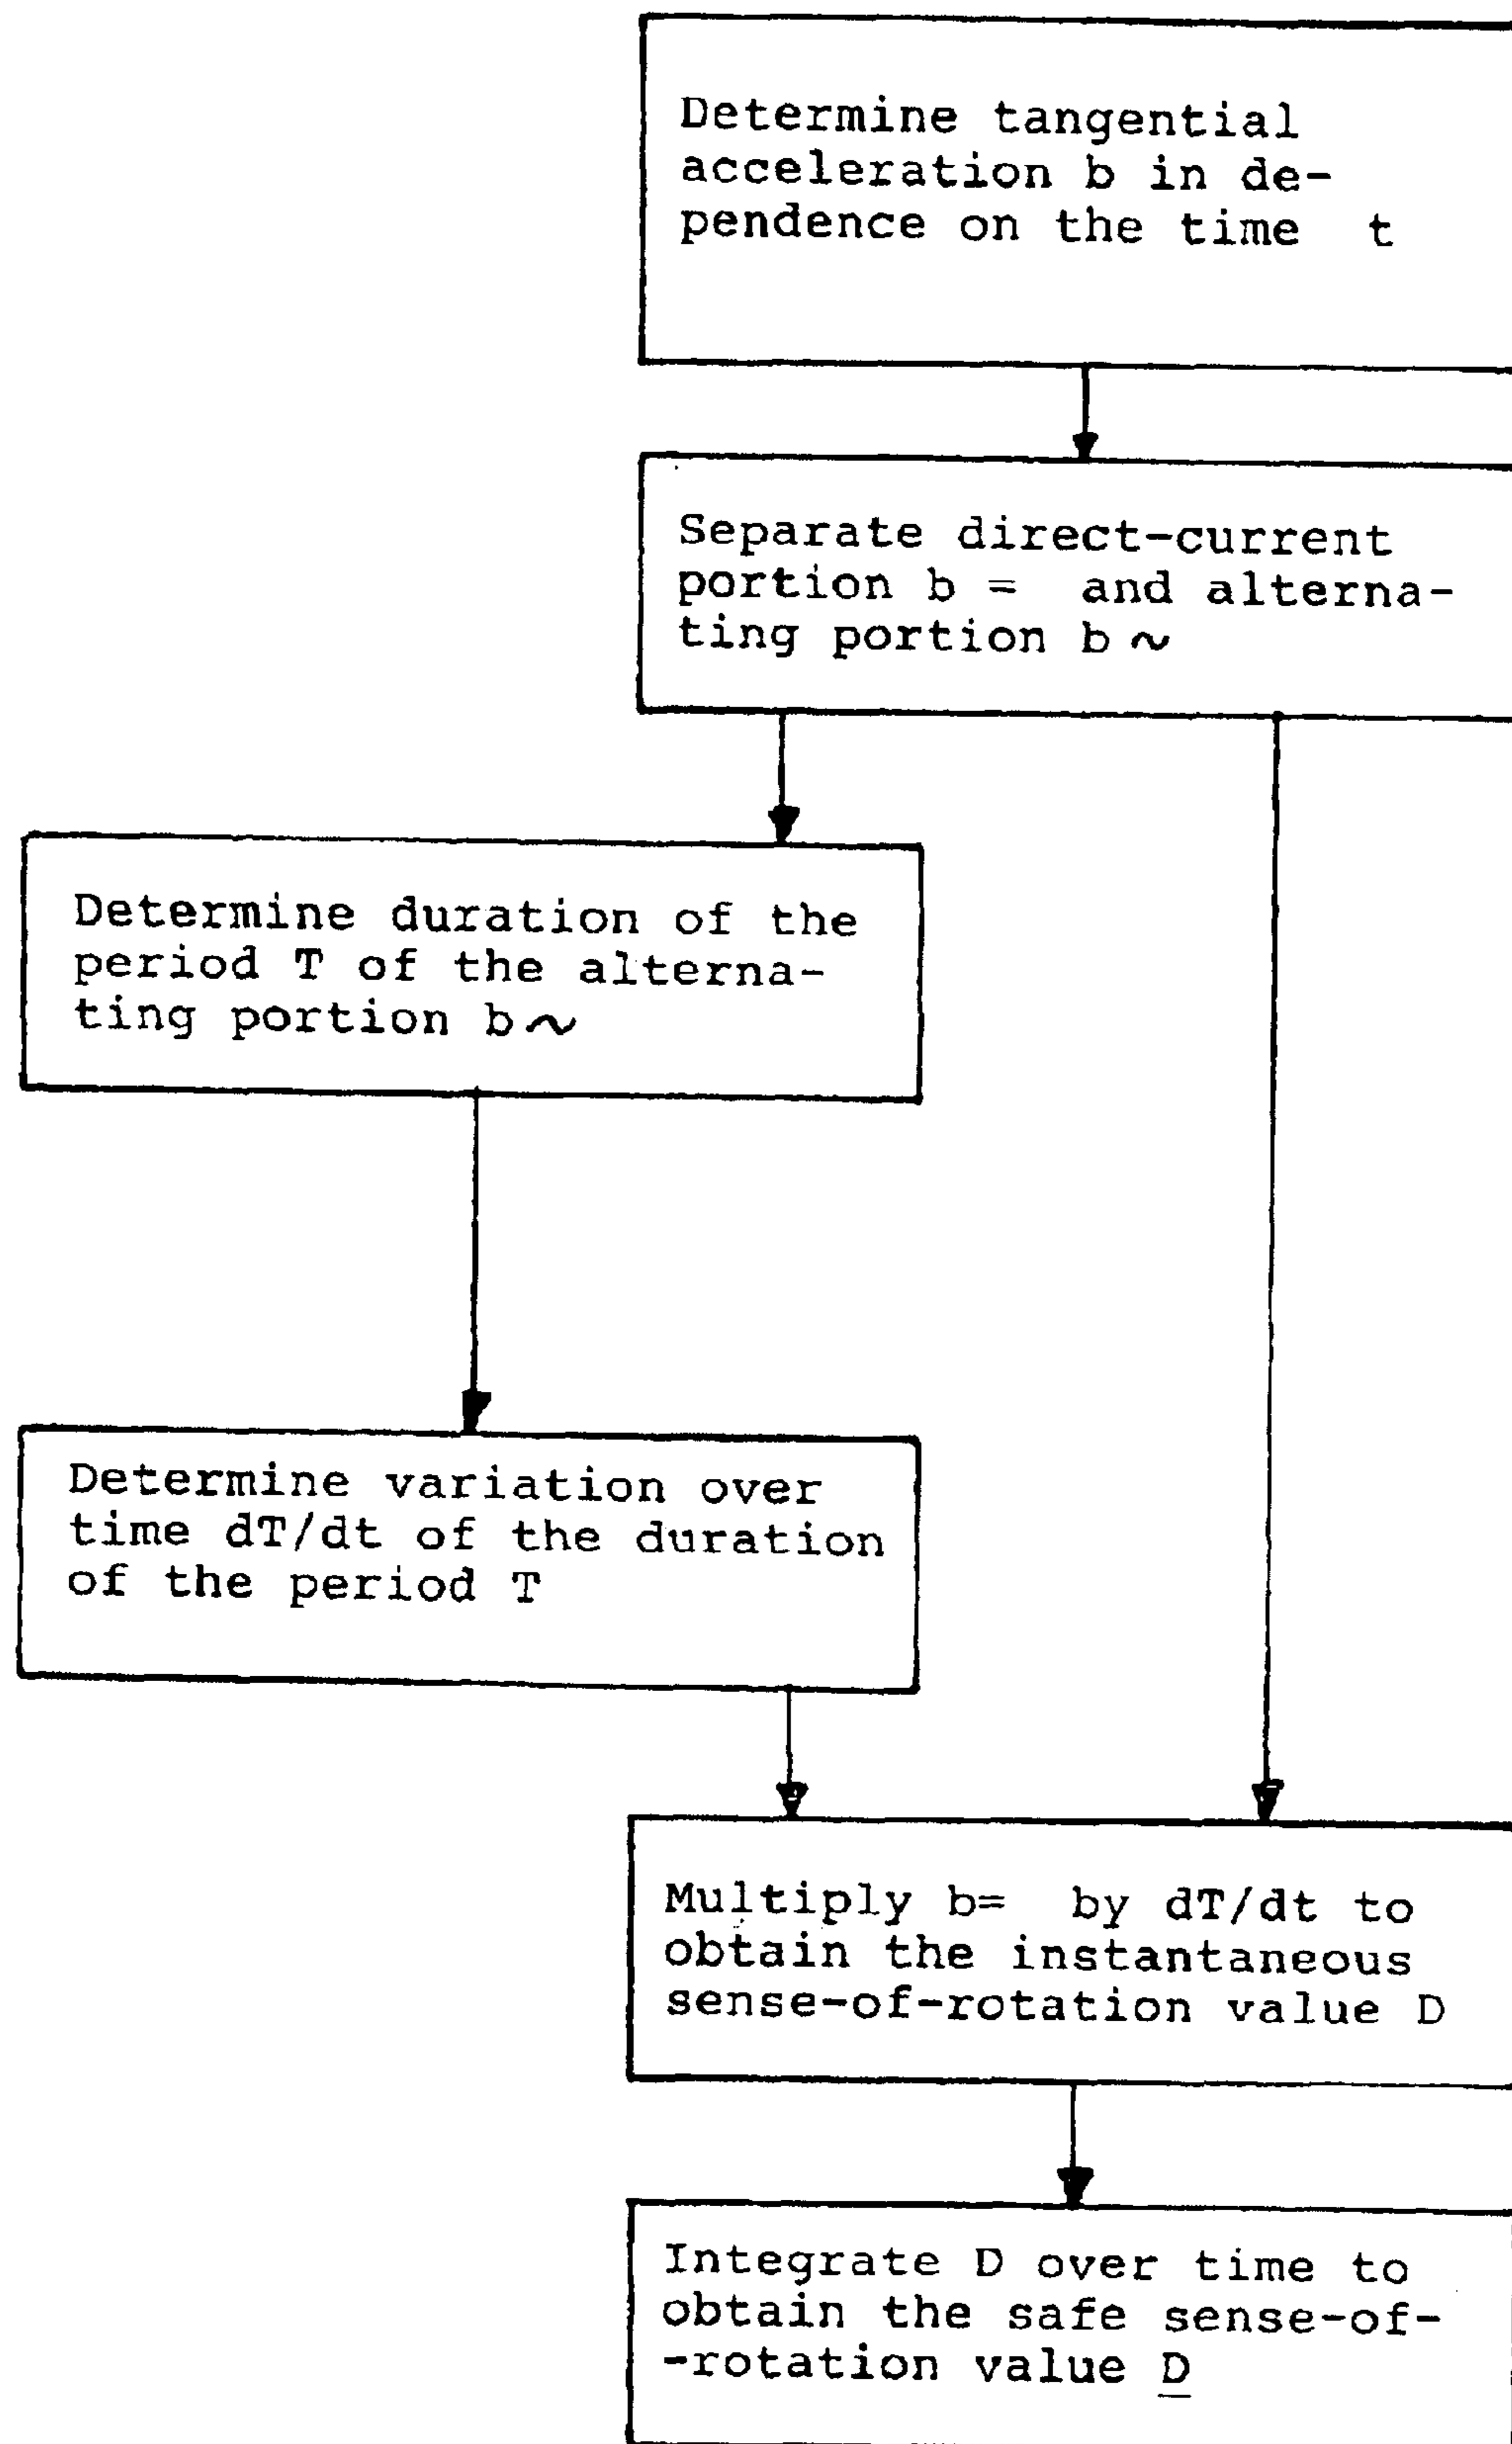 Determine tangential
acceleration b in de-
pendence on the time t
Separate direct-current
portion b = and alterna-
ting portion b ~
Determine duration of the
period T of the alterna-
ting portion b~
Determine variation over
time dT/dt of the duration
of the period T
Multiply b= by dT/dt to
obtain the instantaneous
sense-of-rotation value D
Integrate D over time to
obtain the safe sense-of-
-rotation value D